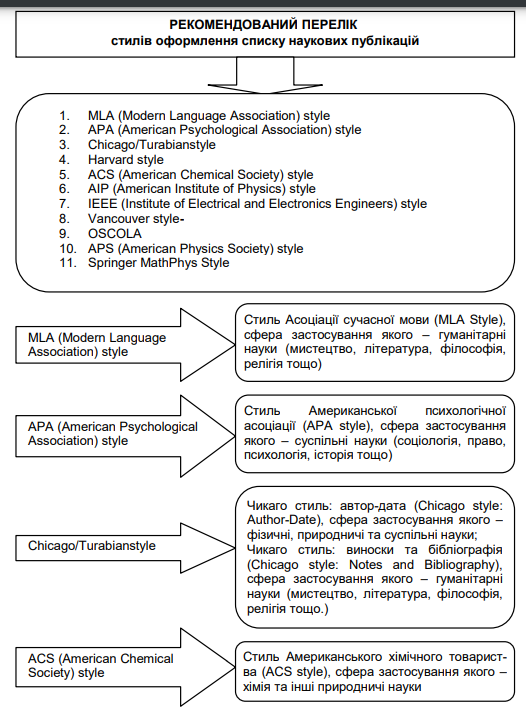 РЕКОМЕНДОВАНИЙ ПЕРЕЛІК
стилів оформлення списку наукових публікацій
1. MLA (Modern Language Association) style
2. APA (American Psychological Association) style
3. Chicago/Turabianstyle
4. Harvard style
5. ACS (American Chemical Society) style
6. AIP (American Institute of Physics) style
7. IEEE (Institute of Electrical and Electronics Engineers) style
8. Vancouver style-
9. OSCOLA
10. APS (American Physics Society) style
11. Springer MathPhys Style
MLA (Modern Language
Association) style
Стиль Асоціації сучасної мови (MLA Style),
сфера застосування якого – гуманітарні
науки (мистецтво, література, філософія,
релігія тощо)
APA (American Psychological
Association) style
Стиль Американської психологічної
асоціації (APA style), сфера застосування
якого – суспільні науки (соціологія, право,
психологія, історія тощо)
Chicago/Turabianstyle
Чикаго стиль: автор-дата (Chicago style:
Author-Date), сфера застосування якого –
фізичні, природничі та суспільні науки;
Чикаго стиль: виноски та бібліографія
(Chicago style: Notes and Bibliography),
сфера застосування якого – гуманітарні
науки (мистецтво, література, філософія,
релігія тощо.)
ACS (American Chemical
Society) style
Стиль Американського хімічного товарист-
ва (ACS style), сфера застосування якого –
хімія та інші природничі науки